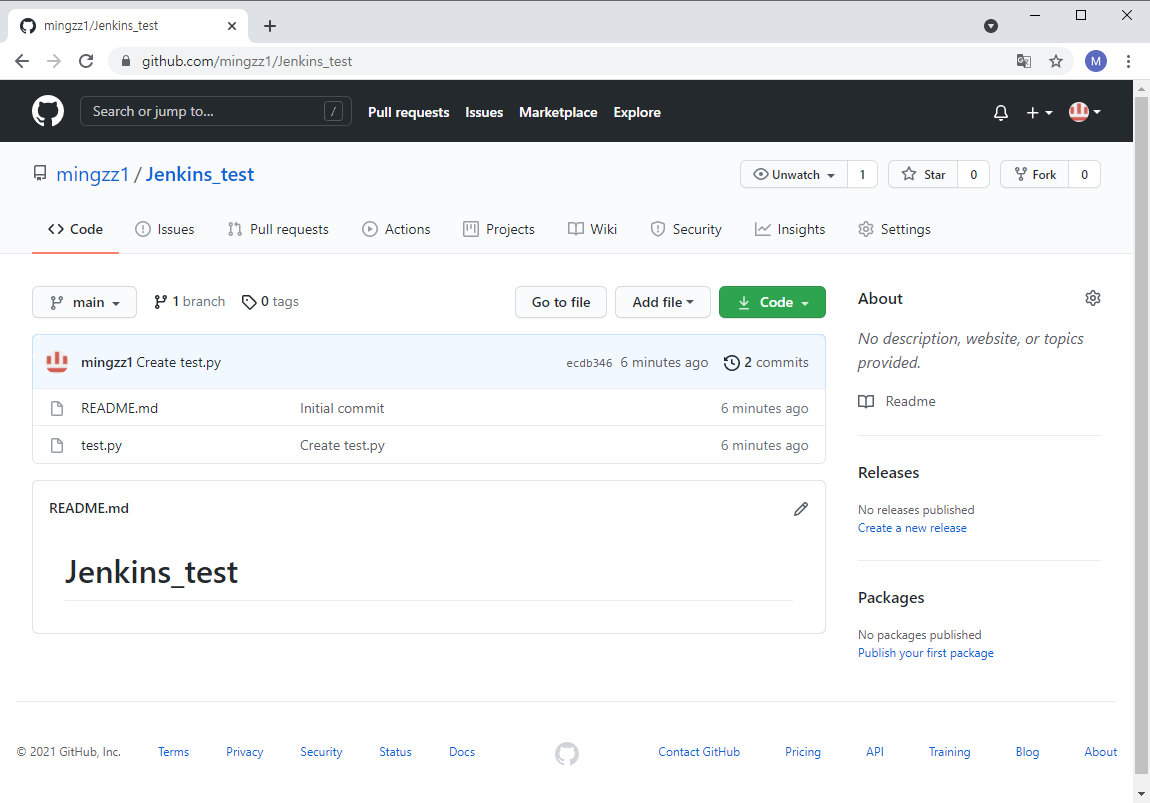 mingzz1/Jenkins_test
github.com/mingzz1/Jenkins_test
M
Search or jump to... /
Pull requests Issues Marketplace Explore
mingzz1 / Jenkins_test
Unwatch 1 Star 0 Fork 0
Code Issues Pull requests Actions Projects Wiki Security Insights Settings
main 1 branch 0 tags Go to file Add file Code
mingzz1 Create test.py ecdb346 6 minutes ago 2 commits
README.md Initial commit 6 minutes ago
test.py Create test.py 6 minutes ago
README.md
Jenkins_test
About
No description, website, or topics
provided.
Readme
Releases
No releases published
Create a new release
Packages
No packages published
Publish your first package
© 2021 GitHub, Inc. Terms Privacy Security Status Docs Contact GitHub Pricing API Training Blog About